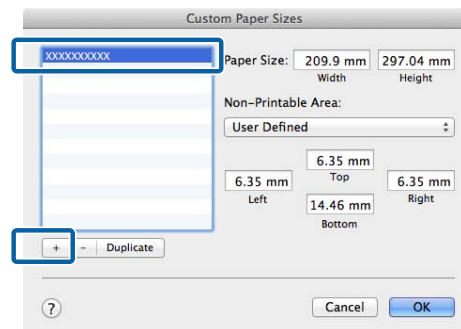 Custom Paper Sizes
XXXXXXXXXX
Paper Size: 209.9 mm 297.04 mm
Width Height
Non-Printable Area:
User Defined
6.35 mm
Top
6.35 mm 6.35 mm
Left Right
14.46 mm
Bottom
+ - Duplicate
? Cancel OK